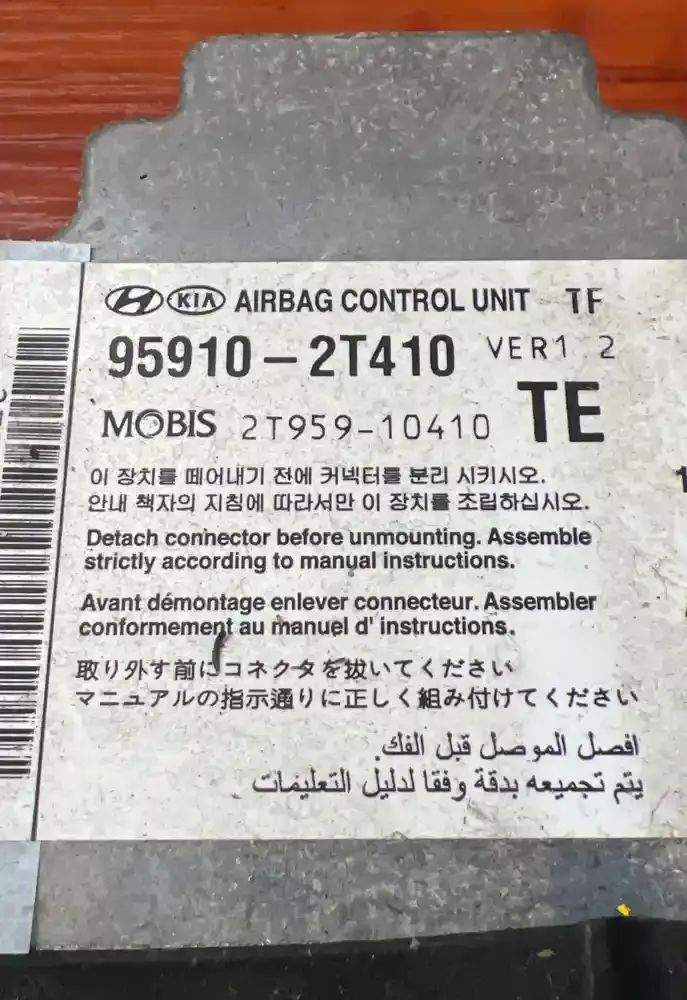 KIA AIRBAG CONTROL UNIT TF
95910-2T410 VER1.2
MOBIS 2T959-10410 TE
이 장치를 떼어내기 전에 커넥터를 분리 시키시오.
안내 책자의 지침에 따라서만 이 장치를 조립하십시오.
Detach connector before unmounting. Assemble
strictly according to manual instructions.
Avant démontage enlever connecteur. Assembler
conformement au manuel d' instructions.
取り外す前にコネクタを抜いてください
マニュアルの指示通りに正しく組み付けてください
افصل الموصل قبل الفك.
يتم تجميعه بدقة وفقا لدليل التعليمات